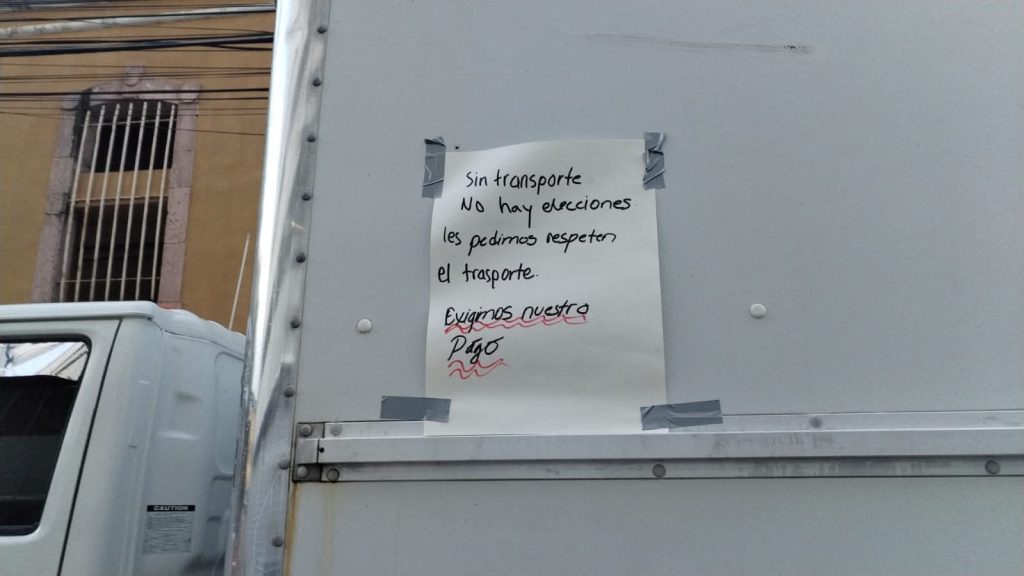 Sin transporte
No hay elecciones
les pedimos respeten
el trasporte.
Exigimos nuestro
Pago
CAUTION